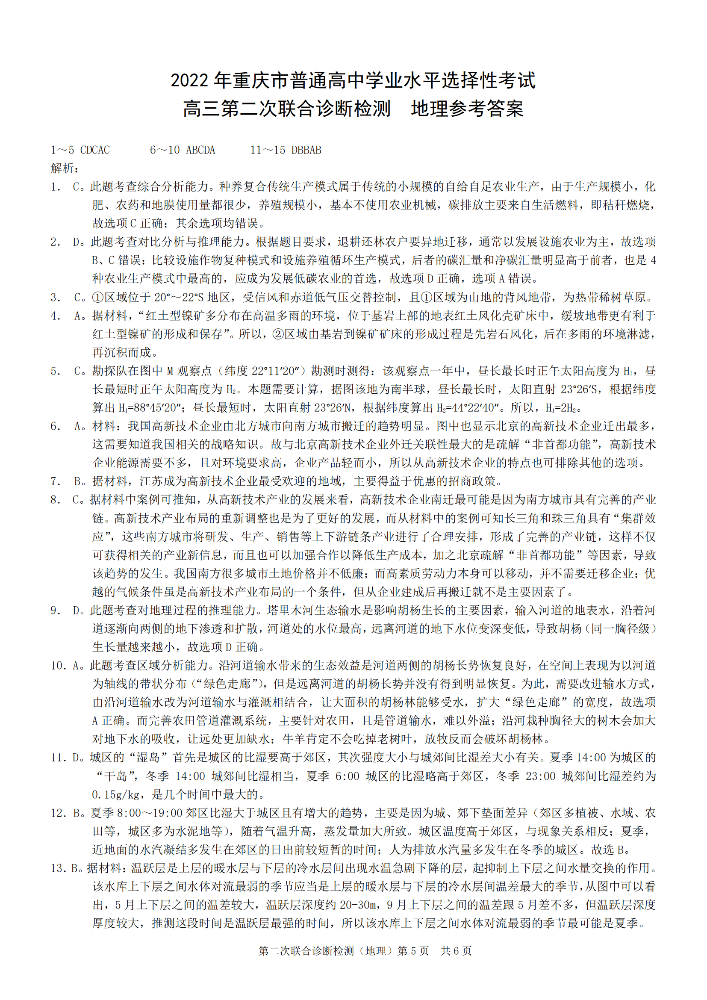 2022 年重庆市普通高中学业水平选择性考试
高三第二次联合诊断检测　地理参考答案
1～5 CDCAC　　6～10 ABCDA　　11～15 DBBAB
解析：
1. C。此题考查综合分析能力。种养复合传统生产模式属于传统的小规模的自给自足农业生产，由于生产规模小，化
肥、农药和地膜使用量都很少，养殖规模小，基本不使用农业机械，碳排放主要来自生活燃料，即秸秆燃烧，
故选项 C 正确；其余选项均错误。
2. D。此题考查对比分析与推理能力。根据题目要求，退耕还林农户要异地迁移，通常以发展设施农业为主，故选项
B、C 错误；比较设施作物复种模式和设施养殖循环生产模式，后者的碳汇量和净碳汇量明显高于前者，也是 4
种农业生产模式中最高的，应成为发展低碳农业的首选，故选项 D 正确，选项 A 错误。
3. C。①区域位于 20°～22°S 地区，受信风和赤道低气压交替控制，且①区域为山地的背风地带，为热带稀树草原。
4. A。据材料，“红土型镍矿多分布在高温多雨的环境，位于基岩上部的地表红土风化壳矿床中，缓坡地带更有利于
红土型镍矿的形成和保存”。所以，②区域由基岩到镍矿矿床的形成过程是先岩石风化，后在多雨的环境淋滤，
再沉积而成。
5. C。勘探队在图中 M 观察点（纬度 22°11′20″）勘测时测得：该观察点一年中，昼长最长时正午太阳高度为 H₁，昼
长最短时正午太阳高度为 H₂。本题需要计算，据图该地为南半球，昼长最长时，太阳直射 23°26′S，根据纬度
算出 H₁=88°45′20″；昼长最短时，太阳直射 23°26′N，根据纬度算出 H₂=44°22′40″。所以，H₁=2H₂。
6. A。材料：我国高新技术企业由北方城市向南方城市搬迁的趋势明显。图中也显示北京的高新技术企业迁出最多，
这需要知道我国相关的战略知识。故与北京高新技术企业外迁关联性最大的是疏解“非首都功能”，高新技术
企业能源需要不多，且对环境要求高，企业产品轻而小，所以从高新技术企业的特点也可排除其他的选项。
7. B。据材料，江苏成为高新技术企业最受欢迎的地域，主要得益于优惠的招商政策。
8. C。据材料中案例可推知，从高新技术产业的发展来看，高新技术企业南迁最可能是因为南方城市具有完善的产业
链。高新技术产业布局的重新调整也是为了更好的发展，而从材料中的案例可知长三角和珠三角具有“集群效
应”，这些南方城市将研发、生产、销售等上下游链条产业进行了合理安排，形成了完善的产业链，这样不仅
可获得相关的产业新信息，而且也可以加强合作以降低生产成本，加之北京疏解“非首都功能”等因素，导致
该趋势的发生。我国南方很多城市土地价格并不低廉；而高素质劳动力本身可以移动，并不需要迁移企业；优
越的气候条件虽是高新技术产业布局的一个条件，但从企业建成后再搬迁就不是主要因素了。
9. D。此题考查对地理过程的推理能力。塔里木河生态输水是影响胡杨生长的主要因素，输入河道的地表水，沿着河
道逐渐向两侧的地下渗透和扩散，河道处的水位最高，远离河道的地下水位变深变低，导致胡杨（同一胸径级）
生长量越来越小，故选项 D 正确。
10. A。此题考查区域分析能力。沿河道输水带来的生态效益是河道两侧的胡杨长势恢复良好，在空间上表现为以河道
为轴线的带状分布（“绿色走廊”），但是远离河道的胡杨长势并没有得到明显恢复。为此，需要改进输水方式，
由沿河道输水改为河道输水与灌溉相结合，让大面积的胡杨林能够受水，扩大“绿色走廊”的宽度，故选项
A 正确。而完善农田管道灌溉系统，主要针对农田，且是管道输水，难以外溢；沿河栽种胸径大的树木会加大
对地下水的吸收，让远处更加缺水；牛羊肯定不会吃掉老树叶，放牧反而会破坏胡杨林。
11. D。城区的“湿岛”首先是城区的比湿要高于郊区，其次强度大小与城郊间比湿差大小有关。夏季 14:00 为城区的
“干岛”，冬季 14:00 城郊间比湿相当，夏季 6:00 城区的比湿略高于郊区，冬季 23:00 城郊间比湿差约为
0.15g/kg，是几个时间中最大的。
12. B。夏季 8:00～19:00 郊区比湿大于城区且有增大的趋势，主要是因为城、郊下垫面差异（郊区多植被、水域、农
田等，城区多为水泥地等），随着气温升高，蒸发量加大所致。城区温度高于郊区，与现象关系相反；夏季，
近地面的水汽凝结多发生在郊区的日出前较短暂的时间；人为排放水汽量多发生在冬季的城区。故选 B。
13. B。据材料：温跃层是上层的暖水层与下层的冷水层间出现水温急剧下降的层，起抑制上下层之间水量交换的作用。
该水库上下层之间水体对流最弱的季节应当是上层的暖水层与下层的冷水层间温差最大的季节，从图中可以看
出，5 月上下层之间的温差较大，温跃层深度约 20-30m，9 月上下层之间的温差跟 5 月差不多，但温跃层深度
厚度较大，推测这段时间是温跃层最强的时间，所以该水库上下层之间水体对流最弱的季节最可能是夏季。
第二次联合诊断检测（地理）第 5 页　共 6 页